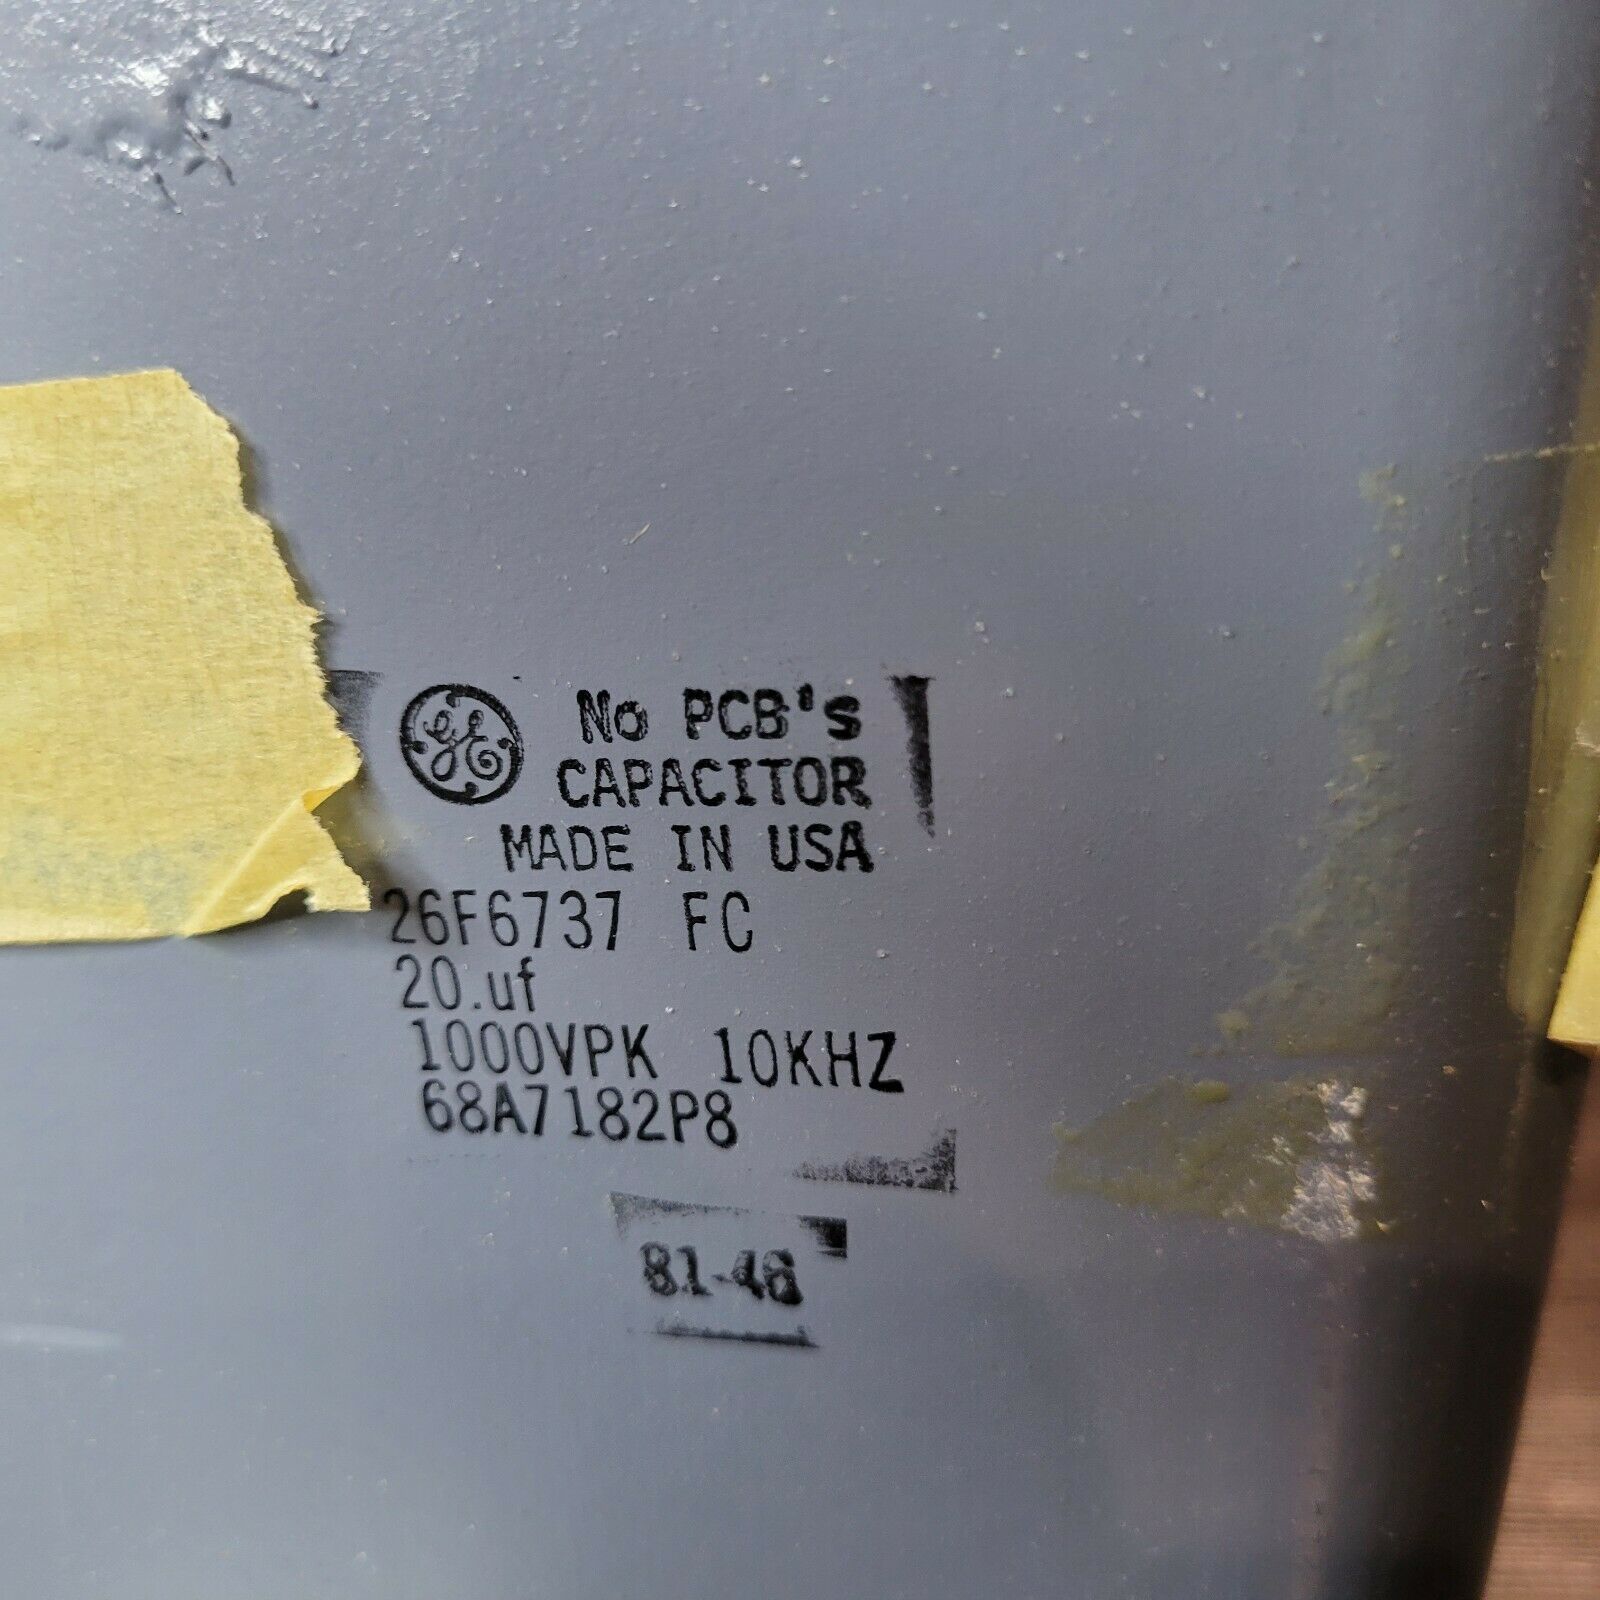 GE No PCB's
CAPACITOR
MADE IN USA
26F6737 FC
20.uf
1000VPK 10KHZ
68A7182P8
81-46